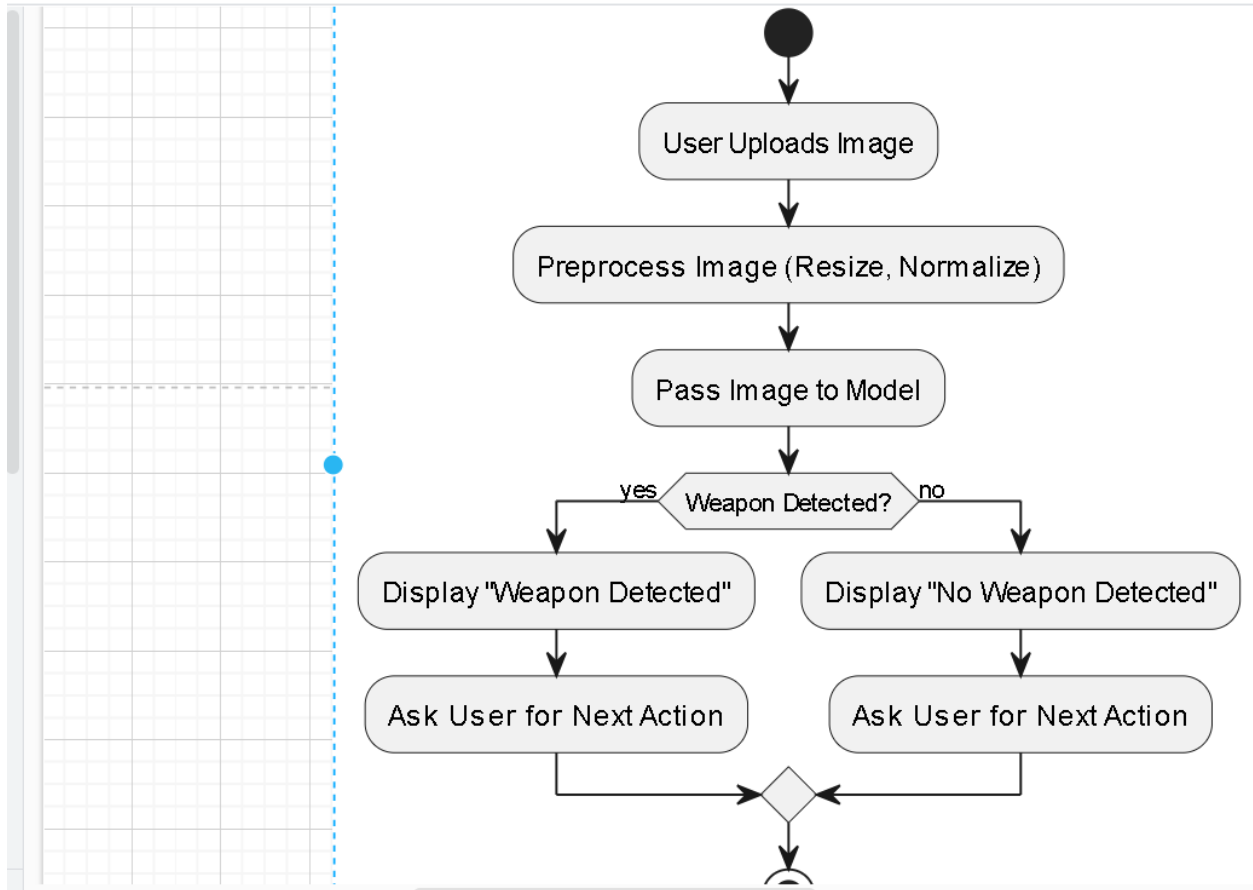 User Uploads Image
Preprocess Image (Resize, Normalize)
Pass Image to Model
yes
Weapon Detected?
no
Display "Weapon Detected"
Display "No Weapon Detected"
Ask User for Next Action
Ask User for Next Action